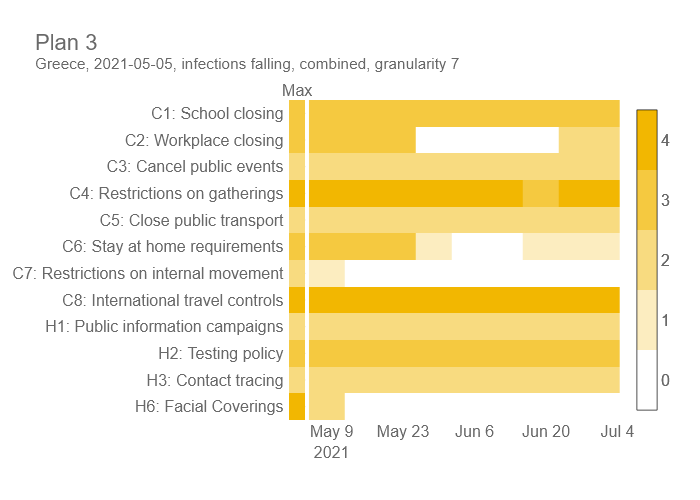 Plan 3
Greece, 2021-05-05, infections falling, combined, granularity 7
Max
C1: School closing
C2: Workplace closing
C3: Cancel public events
C4: Restrictions on gatherings
C5: Close public transport
C6: Stay at home requirements
C7: Restrictions on internal movement
C8: International travel controls
H1: Public information campaigns
H2: Testing policy
H3: Contact tracing
H6: Facial Coverings
May 9 May 23 Jun 6 Jun 20 Jul 4
2021
4
3
2
1
0